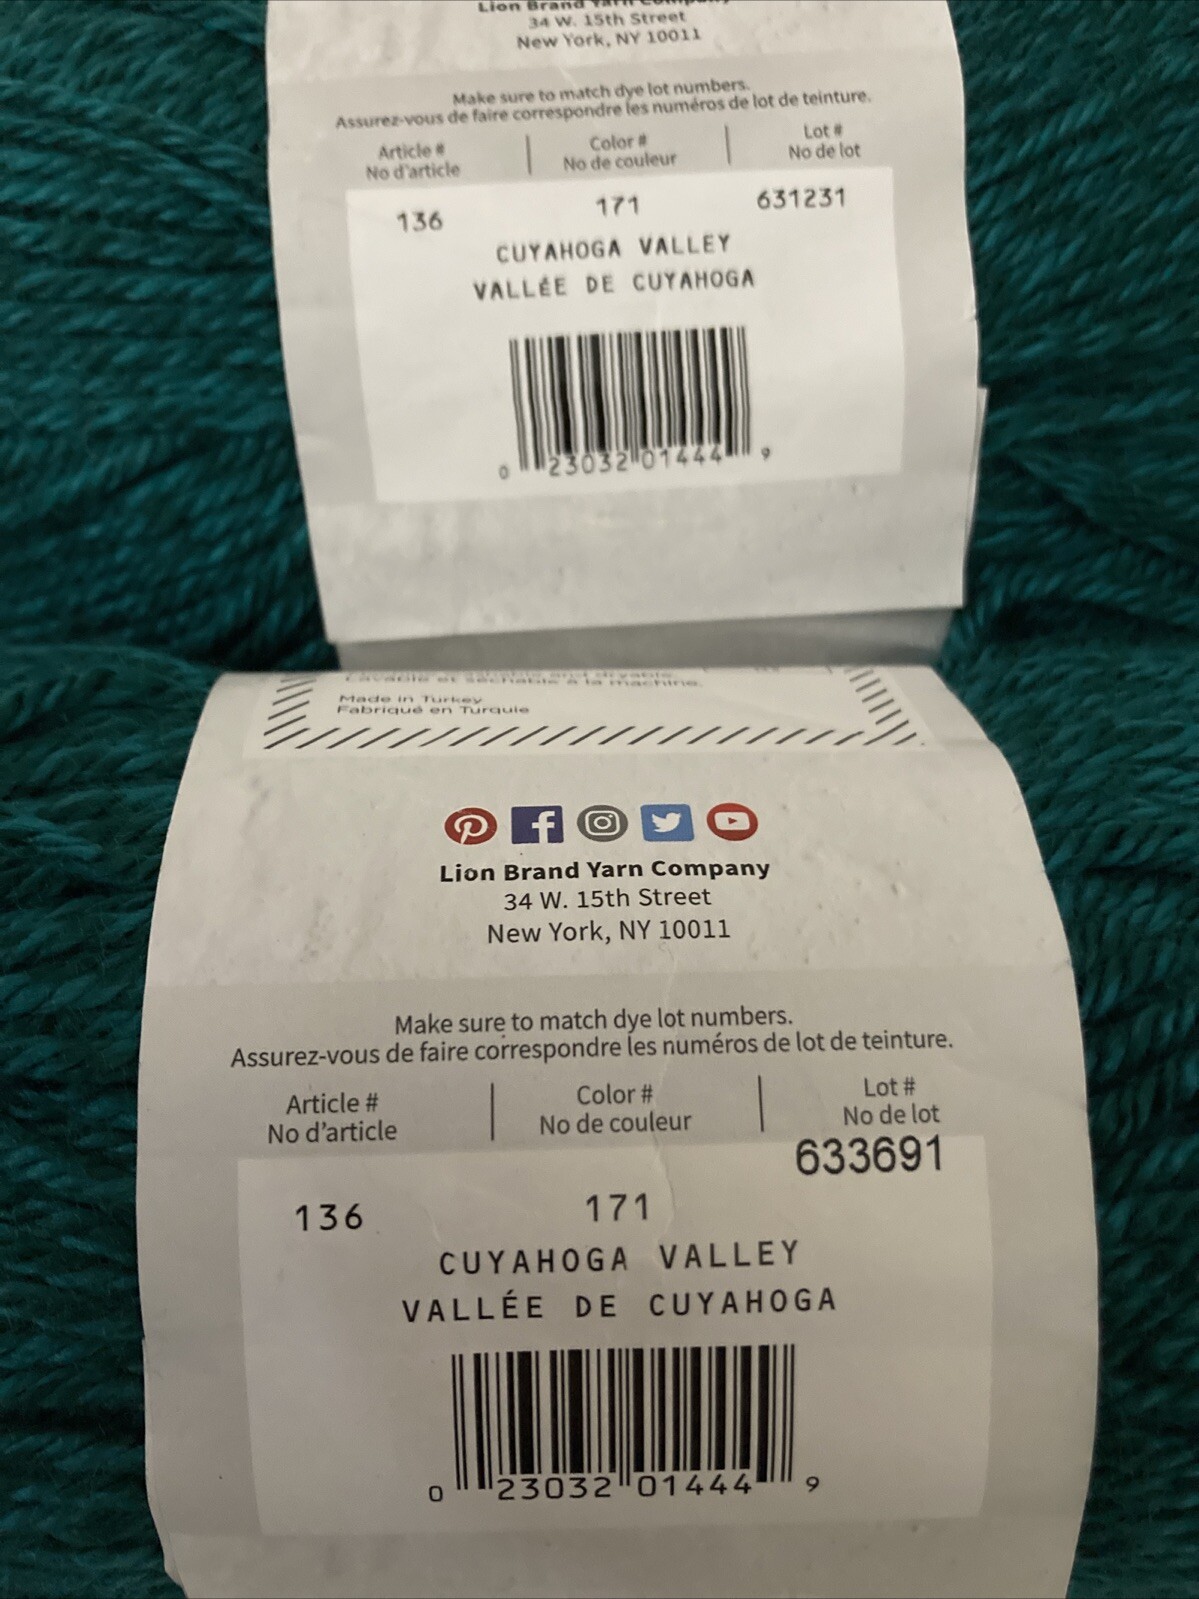 Lion Brand Yarn Company
34 W. 15th Street
New York, NY 10011
Make sure to match dye lot numbers.
Assurez-vous de faire correspondre les numéros de lot de teinture.
Article # Color # Lot #
No d'article No de couleur No de lot
136 171 631231
CUYAHOGA VALLEY
VALLÉE DE CUYAHOGA
0 23032 01444 9
Lavable et séchable à la machine.
Made in Turkey
Fabriqué en Turquie
Lion Brand Yarn Company
34 W. 15th Street
New York, NY 10011
Make sure to match dye lot numbers.
Assurez-vous de faire correspondre les numéros de lot de teinture.
Article # Color # Lot #
No d'article No de couleur No de lot
633691
136 171
CUYAHOGA VALLEY
VALLÉE DE CUYAHOGA
0 23032 01444 9